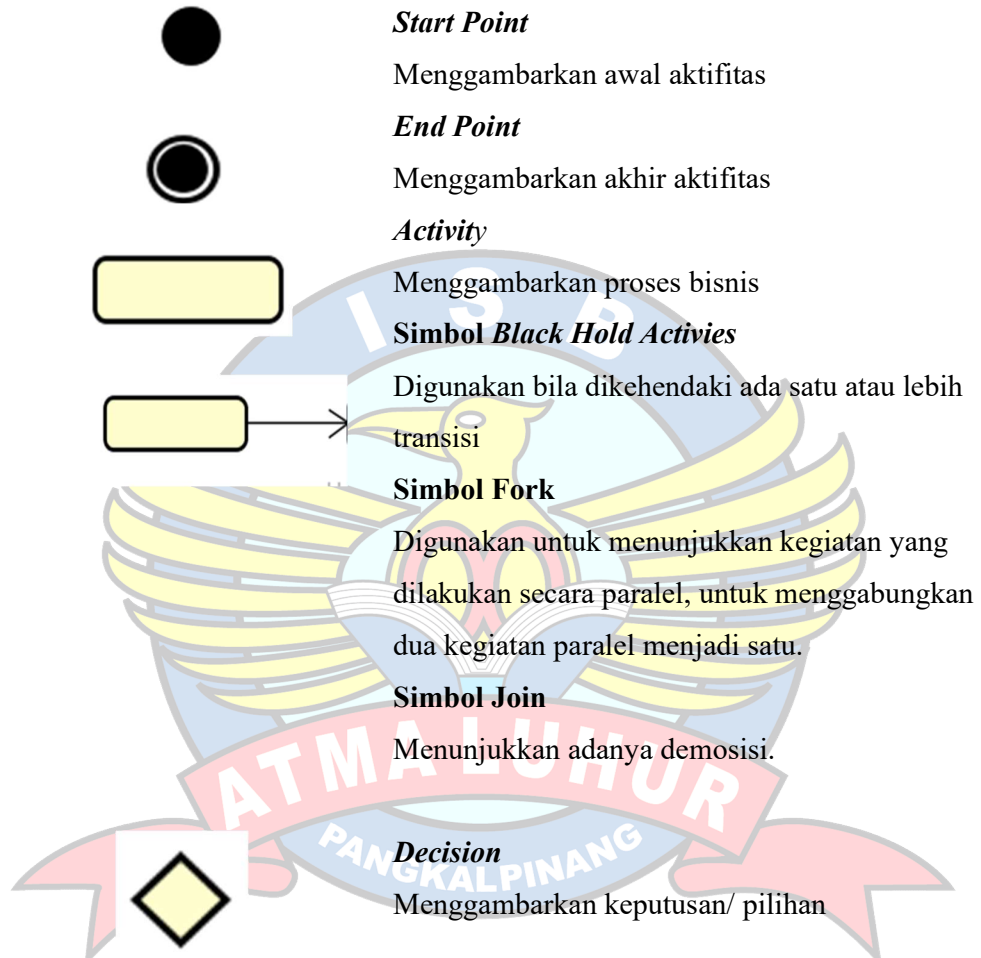 Start Point
Menggambarkan awal aktifitas
End Point
Menggambarkan akhir aktifitas
Activity
Menggambarkan proses bisnis
Simbol Black Hold Activies
Digunakan bila dikehendaki ada satu atau lebih
transisi
Simbol Fork
Digunakan untuk menunjukkan kegiatan yang
dilakukan secara paralel, untuk menggabungkan
dua kegiatan paralel menjadi satu.
Simbol Join
Menunjukkan adanya demosisi.
Decision
Menggambarkan keputusan/ pilihan
I S B
ATMA LUHUR
PANGKALPINANG